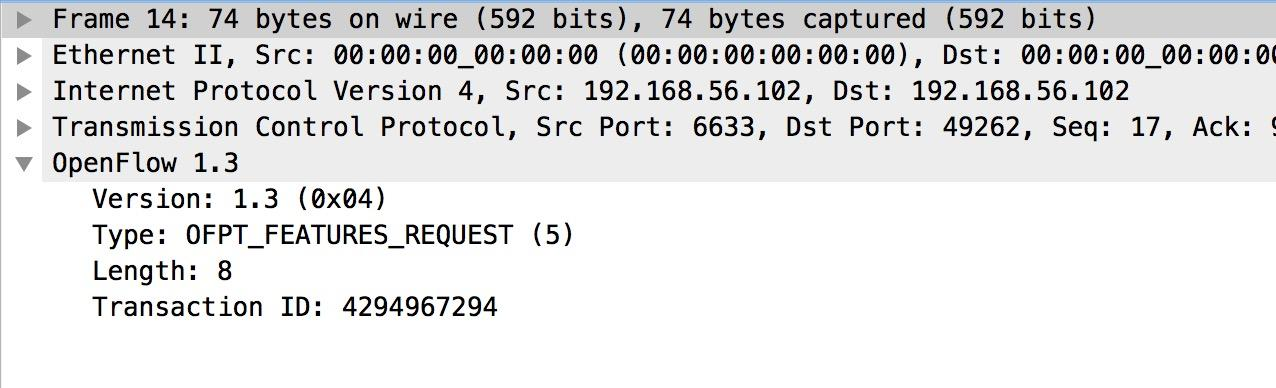 Frame 14: 74 bytes on wire (592 bits), 74 bytes captured (592 bits)
Ethernet II, Src: 00:00:00_00:00:00 (00:00:00:00:00:00), Dst: 00:00:00_00:00:00
Internet Protocol Version 4, Src: 192.168.56.102, Dst: 192.168.56.102
Transmission Control Protocol, Src Port: 6633, Dst Port: 49262, Seq: 17, Ack:
OpenFlow 1.3
Version: 1.3 (0x04)
Type: OFPT_FEATURES_REQUEST (5)
Length: 8
Transaction ID: 4294967294